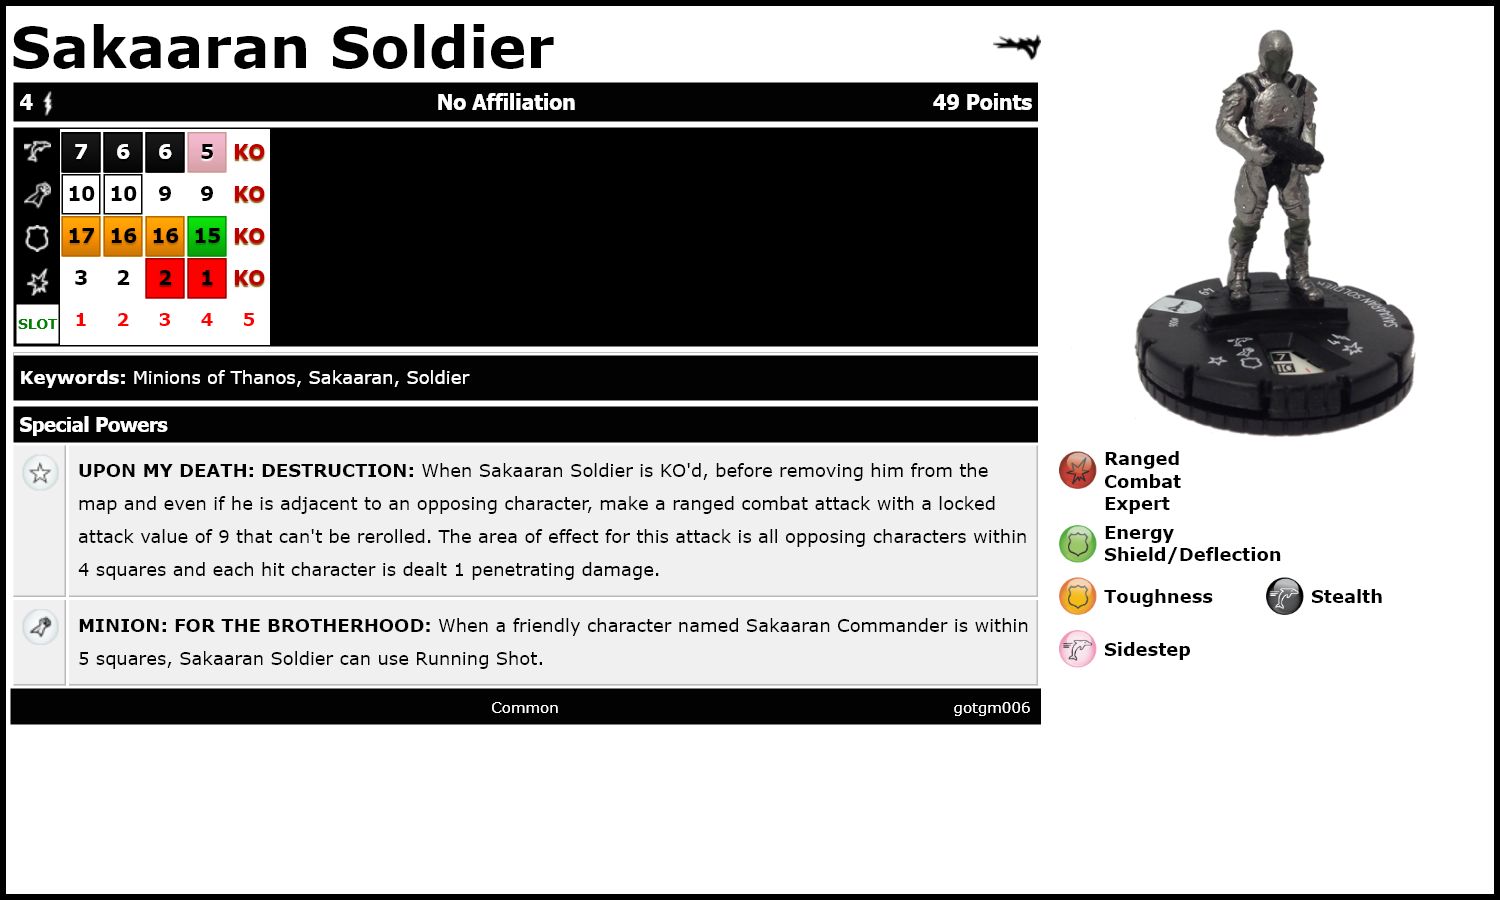 Sakaaran Soldier
4 No Affiliation 49 Points
7 6 6 5 KO
10 10 9 9 KO
17 16 16 15 KO
3 2 2 1 KO
SLOT 1 2 3 4 5
Keywords: Minions of Thanos, Sakaaran, Soldier
Special Powers
UPON MY DEATH: DESTRUCTION: When Sakaaran Soldier is KO'd, before removing him from the
map and even if he is adjacent to an opposing character, make a ranged combat attack with a locked
attack value of 9 that can't be rerolled. The area of effect for this attack is all opposing characters within
4 squares and each hit character is dealt 1 penetrating damage.
MINION: FOR THE BROTHERHOOD: When a friendly character named Sakaaran Commander is within
5 squares, Sakaaran Soldier can use Running Shot.
Common gotgm006
49
SAKAARAN SOLDIER
7
10
Ranged
Combat
Expert
Energy
Shield/Deflection
Toughness Stealth
Sidestep